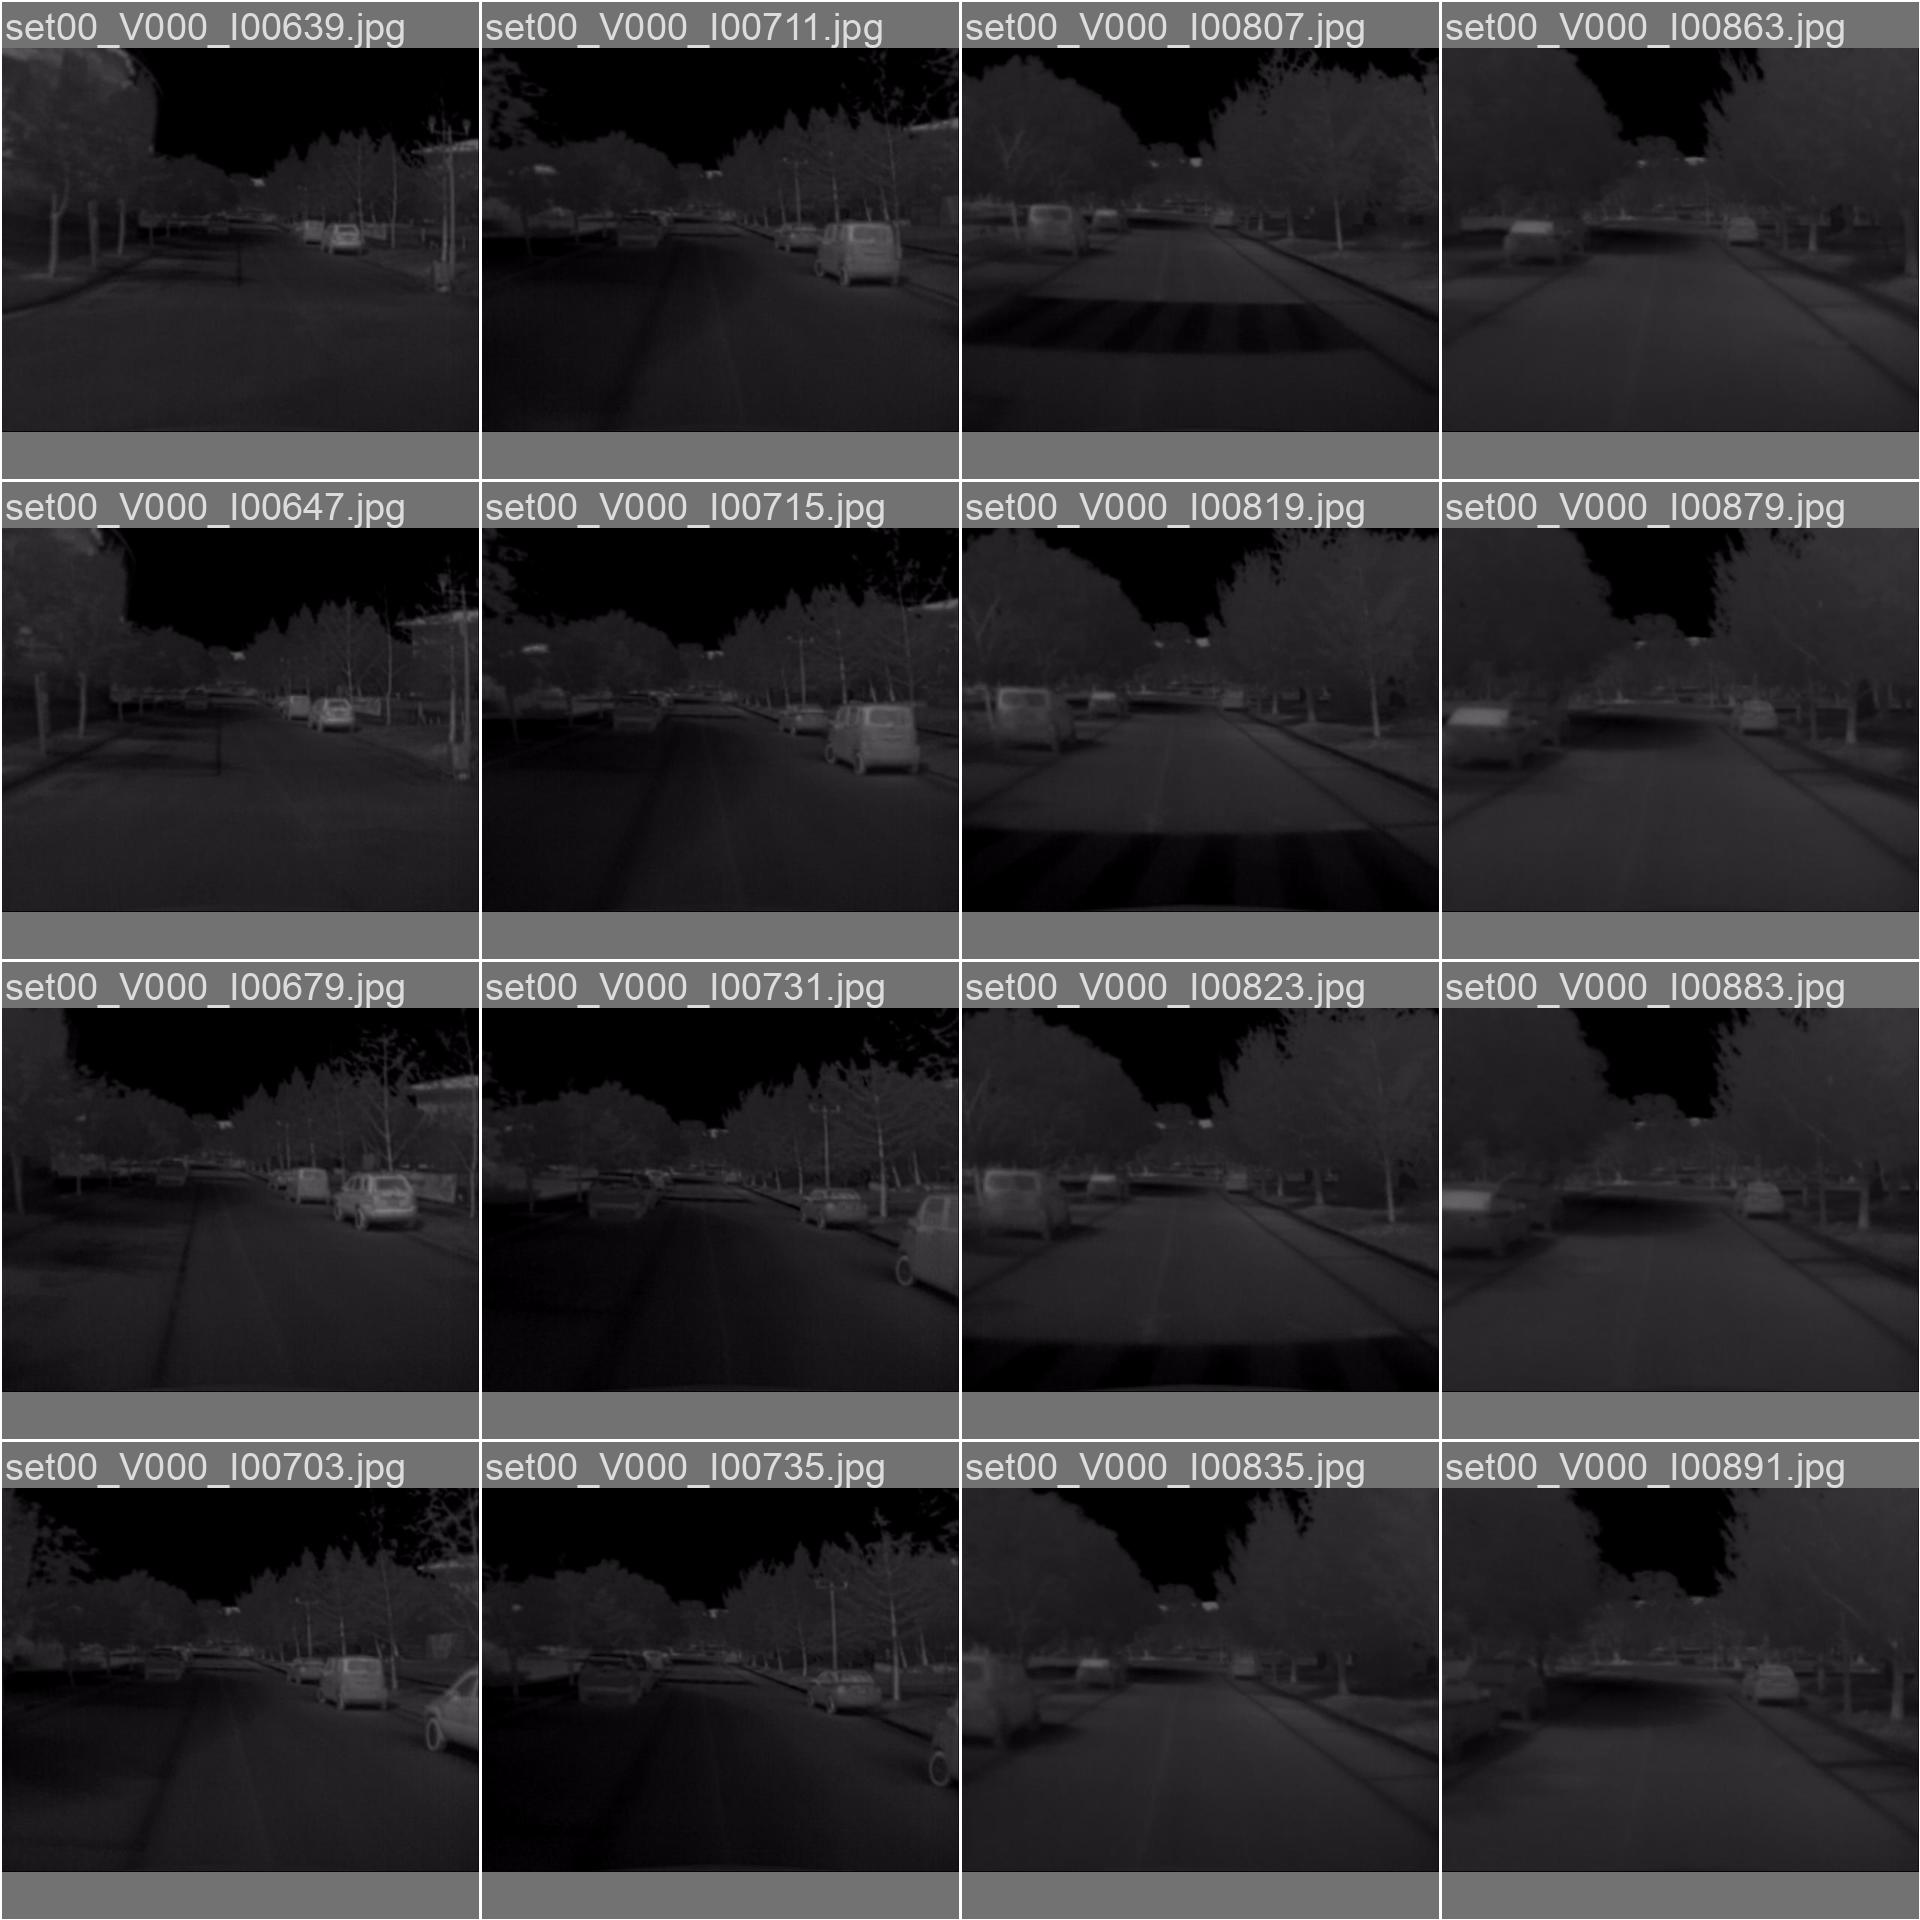 set00_V000_I00639.jpg
set00_V000_I00711.jpg
set00_V000_I00807.jpg
set00_V000_I00863.jpg
set00_V000_I00647.jpg
set00_V000_I00715.jpg
set00_V000_I00819.jpg
set00_V000_I00879.jpg
set00_V000_I00679.jpg
set00_V000_I00731.jpg
set00_V000_I00823.jpg
set00_V000_I00883.jpg
set00_V000_I00703.jpg
set00_V000_I00735.jpg
set00_V000_I00835.jpg
set00_V000_I00891.jpg